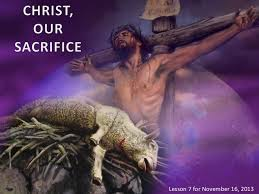 CHRIST,
OUR
SACRIFICE
Lesson 7 for November 16, 2013